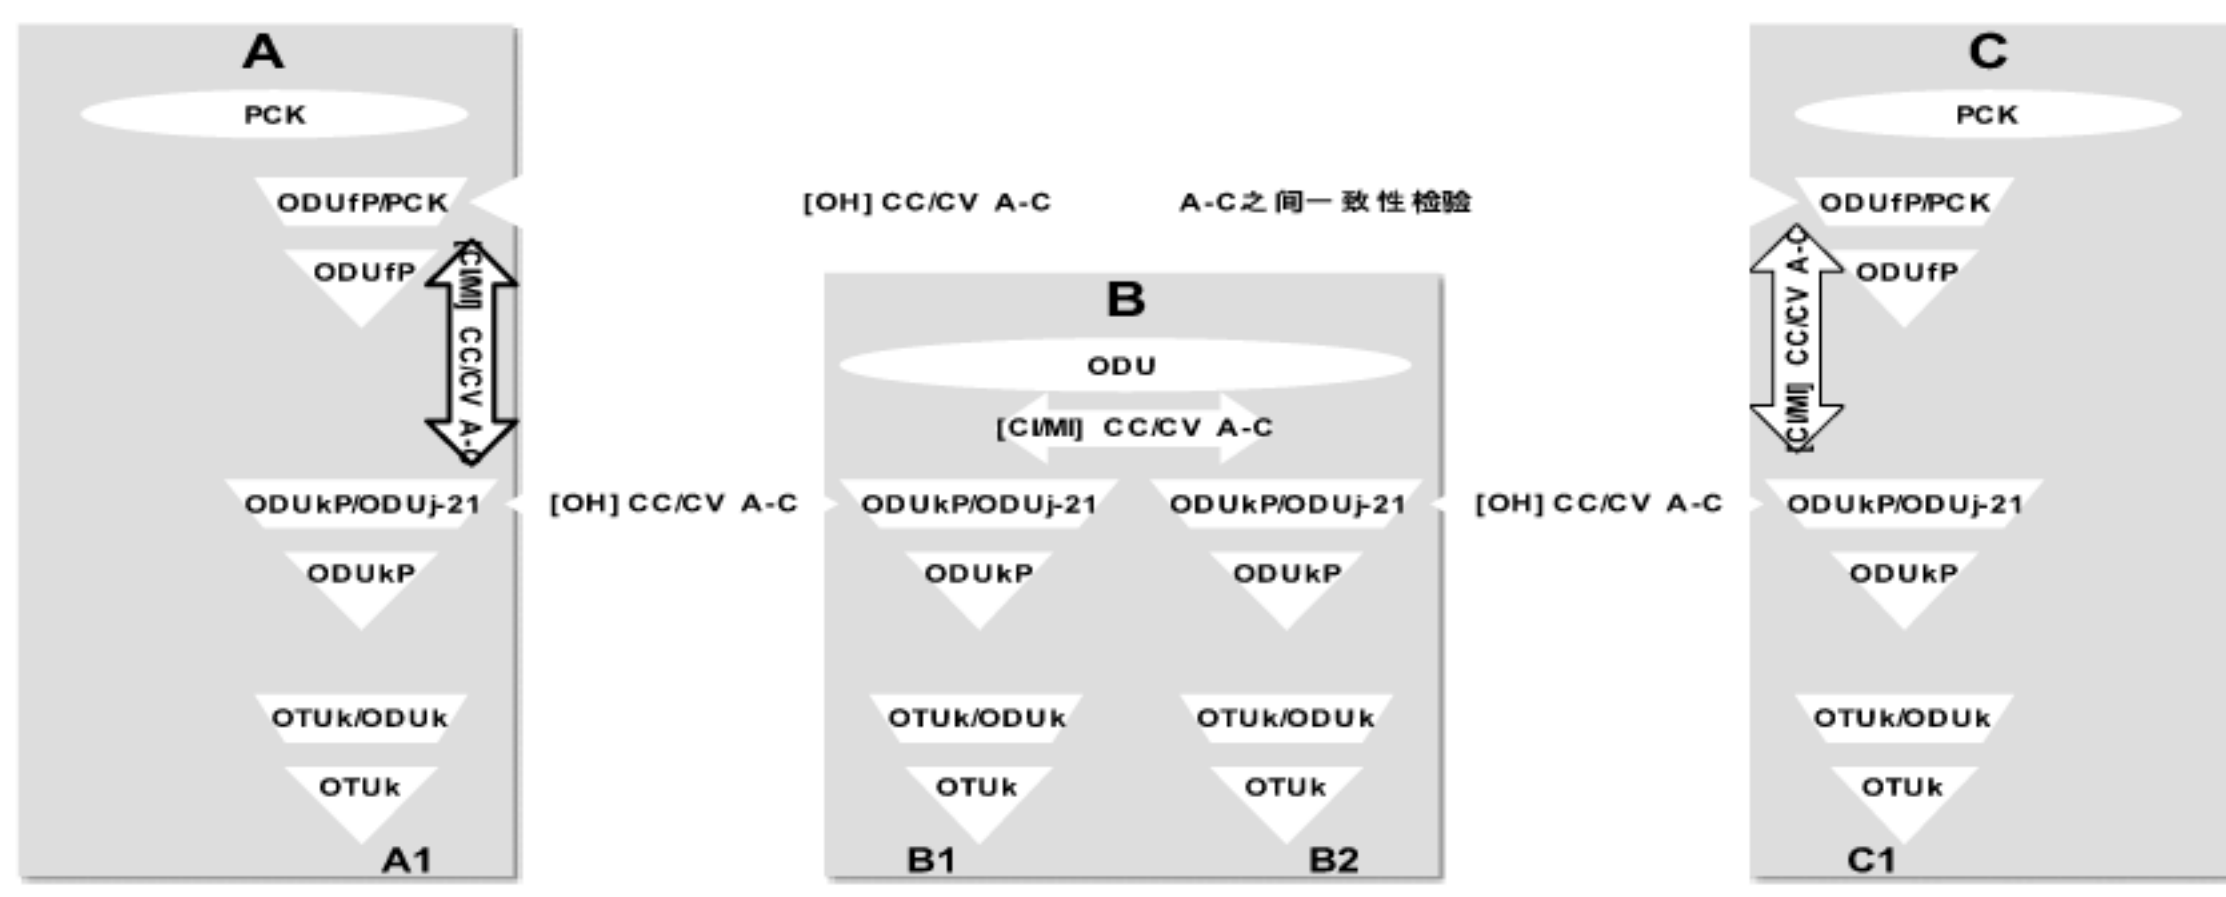 A
PCK
ODUfP/PCK
ODUfP
[CI/MI] CC/CV A-C
ODUkP/ODUj-21
ODUkP
OTUk/ODUk
OTUk
A1
[OH] CC/CV A-C
A-C之间一致性检验
[OH] CC/CV A-C
B
ODU
[CI/MI] CC/CV A-C
ODUkP/ODUj-21
ODUkP/ODUj-21
ODUkP
ODUkP
OTUk/ODUk
OTUk/ODUk
OTUk
OTUk
B1
B2
[OH] CC/CV A-C
C
PCK
ODUfP/PCK
ODUfP
[CI/MI] CC/CV A-C
ODUkP/ODUj-21
ODUkP
OTUk/ODUk
OTUk
C1